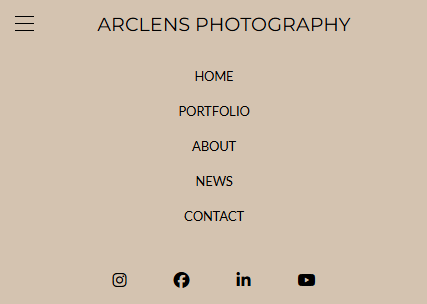 ARCLENS PHOTOGRAPHY
HOME
PORTFOLIO
ABOUT
NEWS
CONTACT